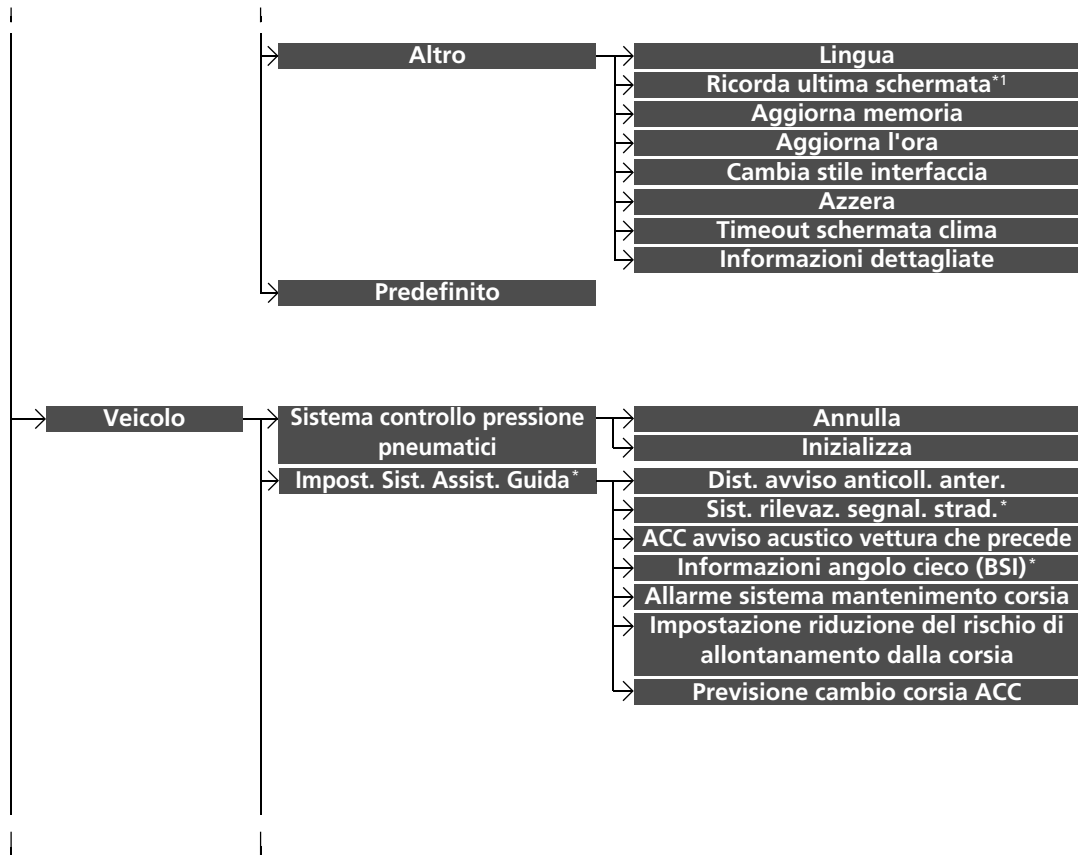 Altro
Lingua
Ricorda ultima schermata*1
Aggiorna memoria
Aggiorna l'ora
Cambia stile interfaccia
Azzera
Timeout schermata clima
Informazioni dettagliate
Predefinito
Veicolo
Sistema controllo pressione
pneumatici
Annulla
Inizializza
Impost. Sist. Assist. Guida*
Dist. avviso anticoll. anter.
Sist. rilevaz. segnal. strad.*
ACC avviso acustico vettura che precede
Informazioni angolo cieco (BSI)*
Allarme sistema mantenimento corsia
Impostazione riduzione del rischio di
allontanamento dalla corsia
Previsione cambio corsia ACC